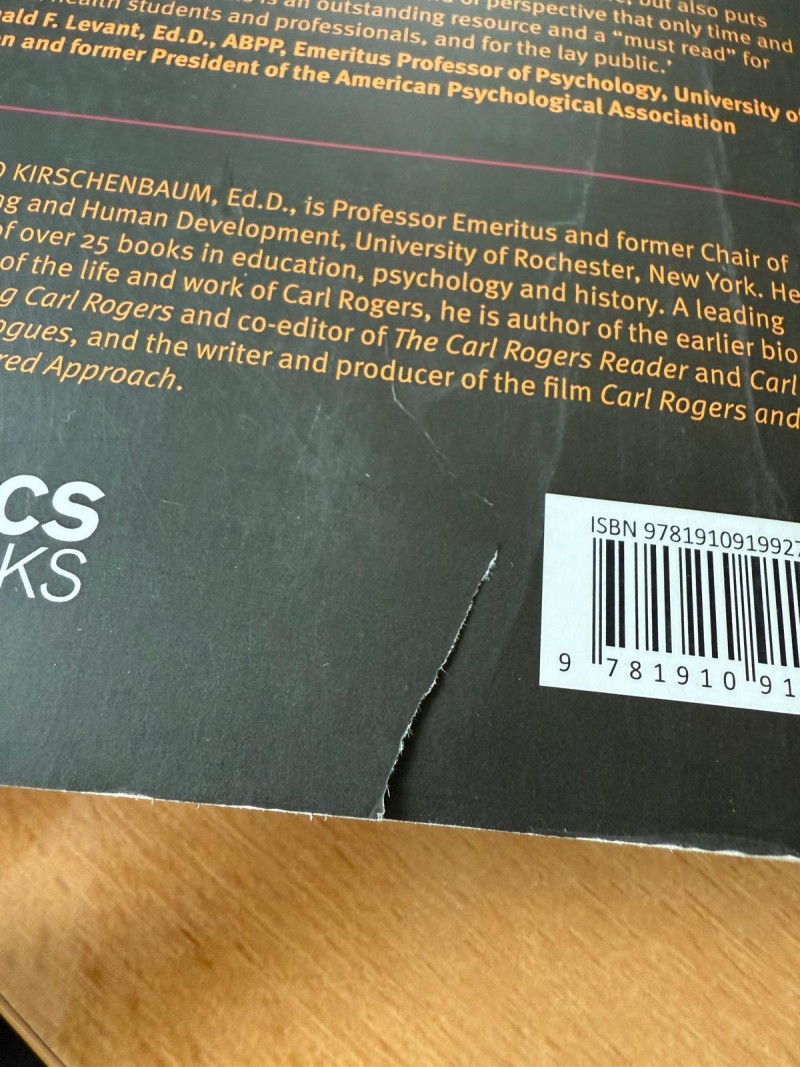 but also puts
is an outstanding resource and a “must read” for
perspective that only time and
health students and professionals, and for the lay public.’
ald F. Levant, Ed.D., ABPP, Emeritus Professor of Psychology, University of
n and former President of the American Psychological Association
D KIRSCHENBAUM, Ed.D., is Professor Emeritus and former Chair of
ng and Human Development, University of Rochester, New York. He
of over 25 books in education, psychology and history. A leading
of the life and work of Carl Rogers, he is author of the earlier bio
g Carl Rogers and co-editor of The Carl Rogers Reader and Carl
ogues, and the writer and producer of the film Carl Rogers and
red Approach.
CS
KS
ISBN 9781910919927
9 781910 91